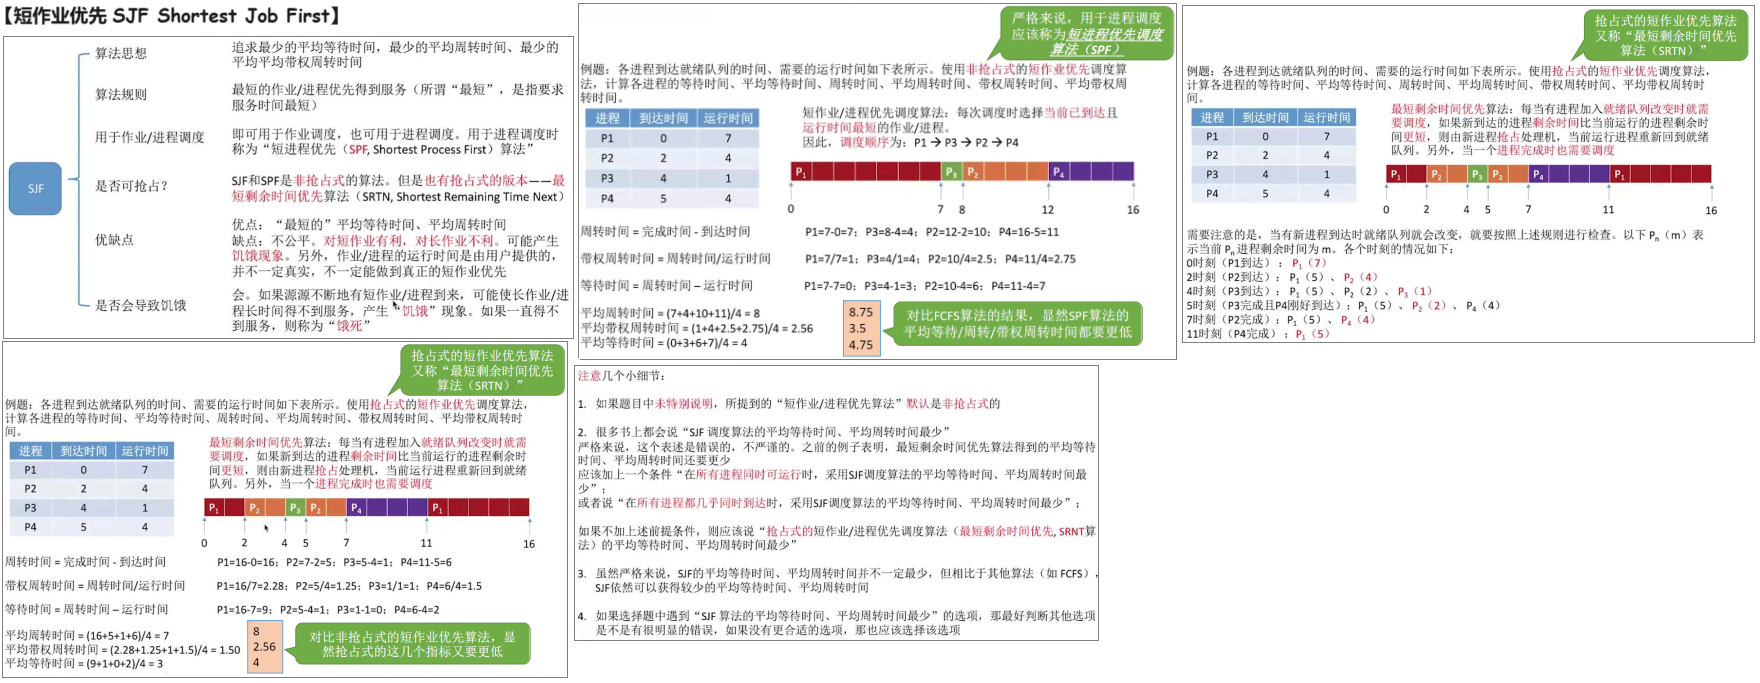 【短作业优先 SJF Shortest Job First】
SJF
算法思想
追求最少的平均等待时间，最少的平均周转时间、最少的
平均平均带权周转时间
算法规则
最短的作业/进程优先得到服务（所谓“最短”，是指要求
服务时间最短）
用于作业/进程调度
即可用于作业调度，也可用于进程调度。用于进程调度时
称为“短进程优先（SPF, Shortest Process First）算法”
是否可抢占？
SJF和SPF是非抢占式的算法。但是也有抢占式的版本——最
短剩余时间优先算法（SRTN, Shortest Remaining Time Next）
优缺点
优点：“最短的”平均等待时间、平均周转时间
缺点：不公平。对短作业有利，对长作业不利。可能产生
饥饿现象。另外，作业/进程的运行时间是由用户提供的，
并不一定真实，不一定能做到真正的短作业优先
是否会导致饥饿
会。如果源源不断地有短作业/进程到来，可能使长作业/进
程长时间得不到服务，产生“饥饿”现象。如果一直得不
到服务，则称为“饿死”
严格来说，用于进程调度
应该称为短进程优先调度
算法（SPF）
例题：各进程到达就绪队列的时间、需要的运行时间如下表所示。使用非抢占式的短作业优先调度算
法，计算各进程的等待时间、平均等待时间、周转时间、平均周转时间、带权周转时间、平均带权周
转时间。
进程 到达时间 运行时间
P1 0 7
P2 2 4
P3 4 1
P4 5 4
短作业/进程优先调度算法：每次调度时选择当前已到达且
运行时间最短的作业/进程。
因此，调度顺序为：P1→P3→P2→P4
P1 P3 P2 P4
0 7 8 12 16
周转时间 = 完成时间 - 到达时间 P1=7-0=7；P3=8-4=4；P2=12-2=10；P4=16-5=11
带权周转时间 = 周转时间/运行时间 P1=7/7=1；P3=4/1=4；P2=10/4=2.5；P4=11/4=2.75
等待时间 = 周转时间 – 运行时间 P1=7-7=0；P3=4-1=3；P2=10-4=6；P4=11-4=7
平均周转时间 = (7+4+10+11)/4 = 8
平均带权周转时间 = (1+4+2.5+2.75)/4 = 2.56
平均等待时间 = (0+3+6+7)/4 = 4
8.75
3.5
4.75
对比FCFS算法的结果，显然SPF算法的
平均等待/周转/带权周转时间都要更低
抢占式的短作业优先算法
又称“最短剩余时间优先
算法（SRTN）”
例题：各进程到达就绪队列的时间、需要的运行时间如下表所示。使用抢占式的短作业优先调度算法，
计算各进程的等待时间、平均等待时间、周转时间、平均周转时间、带权周转时间、平均带权周转时
间。
进程 到达时间 运行时间
P1 0 7
P2 2 4
P3 4 1
P4 5 4
最短剩余时间优先算法：每当有进程加入就绪队列改变时就需
要调度，如果新到达的进程剩余时间比当前运行的进程剩余时
间更短，则由新进程抢占处理机，当前运行进程重新回到就绪
队列。另外，当一个进程完成时也需要调度
P1 P2 P3 P2 P4 P1
0 2 4 5 7 11 16
需要注意的是，当有新进程到达时就绪队列就会改变，就要按照上述规则进行检查。以下 Pn（m）表
示当前 Pn 进程剩余时间为 m。各个时刻的情况如下：
0时刻（P1到达）：P1（7）
2时刻（P2到达）：P1（5）、P2（4）
4时刻（P3到达）：P1（5）、P2（2）、P3（1）
5时刻（P3完成且P4刚好到达）：P1（5）、P2（2）、P4（4）
7时刻（P2完成）：P1（5）、P4（4）
11时刻（P4完成）：P1（5）
抢占式的短作业优先算法
又称“最短剩余时间优先
算法（SRTN）”
例题：各进程到达就绪队列的时间、需要的运行时间如下表所示。使用抢占式的短作业优先调度算法，
计算各进程的等待时间、平均等待时间、周转时间、平均周转时间、带权周转时间、平均带权周转时
间。
进程 到达时间 运行时间
P1 0 7
P2 2 4
P3 4 1
P4 5 4
最短剩余时间优先算法：每当有进程加入就绪队列改变时就需
要调度，如果新到达的进程剩余时间比当前运行的进程剩余时
间更短，则由新进程抢占处理机，当前运行进程重新回到就绪
队列。另外，当一个进程完成时也需要调度
P1 P2 P3 P2 P4 P1
0 2 4 5 7 11 16
周转时间 = 完成时间 - 到达时间 P1=16-0=16；P2=7-2=5；P3=5-4=1；P4=11-5=6
带权周转时间 = 周转时间/运行时间 P1=16/7=2.28；P2=5/4=1.25；P3=1/1=1；P4=6/4=1.5
等待时间 = 周转时间 – 运行时间 P1=16-7=9；P2=5-4=1；P3=1-1=0；P4=6-4=2
平均周转时间 = (16+5+1+6)/4 = 7
平均带权周转时间 = (2.28+1.25+1+1.5)/4 = 1.50
平均等待时间 = (9+1+0+2)/4 = 3
8
2.56
4
对比非抢占式的短作业优先算法，显
然抢占式的这几个指标又要更低
注意几个小细节：
1. 如果题目中未特别说明，所提到的“短作业/进程优先算法”默认是非抢占式的
2. 很多书上都会说“SJF 调度算法的平均等待时间、平均周转时间最少”
严格来说，这个表述是错误的，不严谨的。之前的例子表明，最短剩余时间优先算法得到的平均等待
时间、平均周转时间还要更少
应该加上一个条件“在所有进程同时可运行时，采用SJF调度算法的平均等待时间、平均周转时间最
少”；
或者说“在所有进程都几乎同时到达时，采用SJF调度算法的平均等待时间、平均周转时间最少”；
如果不加上述前提条件，则应该说“抢占式的短作业/进程优先调度算法（最短剩余时间优先, SRNT算
法）的平均等待时间、平均周转时间最少”
3. 虽然严格来说，SJF的平均等待时间、平均周转时间并不一定最少，但相比于其他算法（如 FCFS），
SJF依然可以获得较少的平均等待时间、平均周转时间
4. 如果选择题中遇到“SJF 算法的平均等待时间、平均周转时间最少”的选项，那最好判断其他选项
是不是有很明显的错误，如果没有更合适的选项，那也应该选择该选项